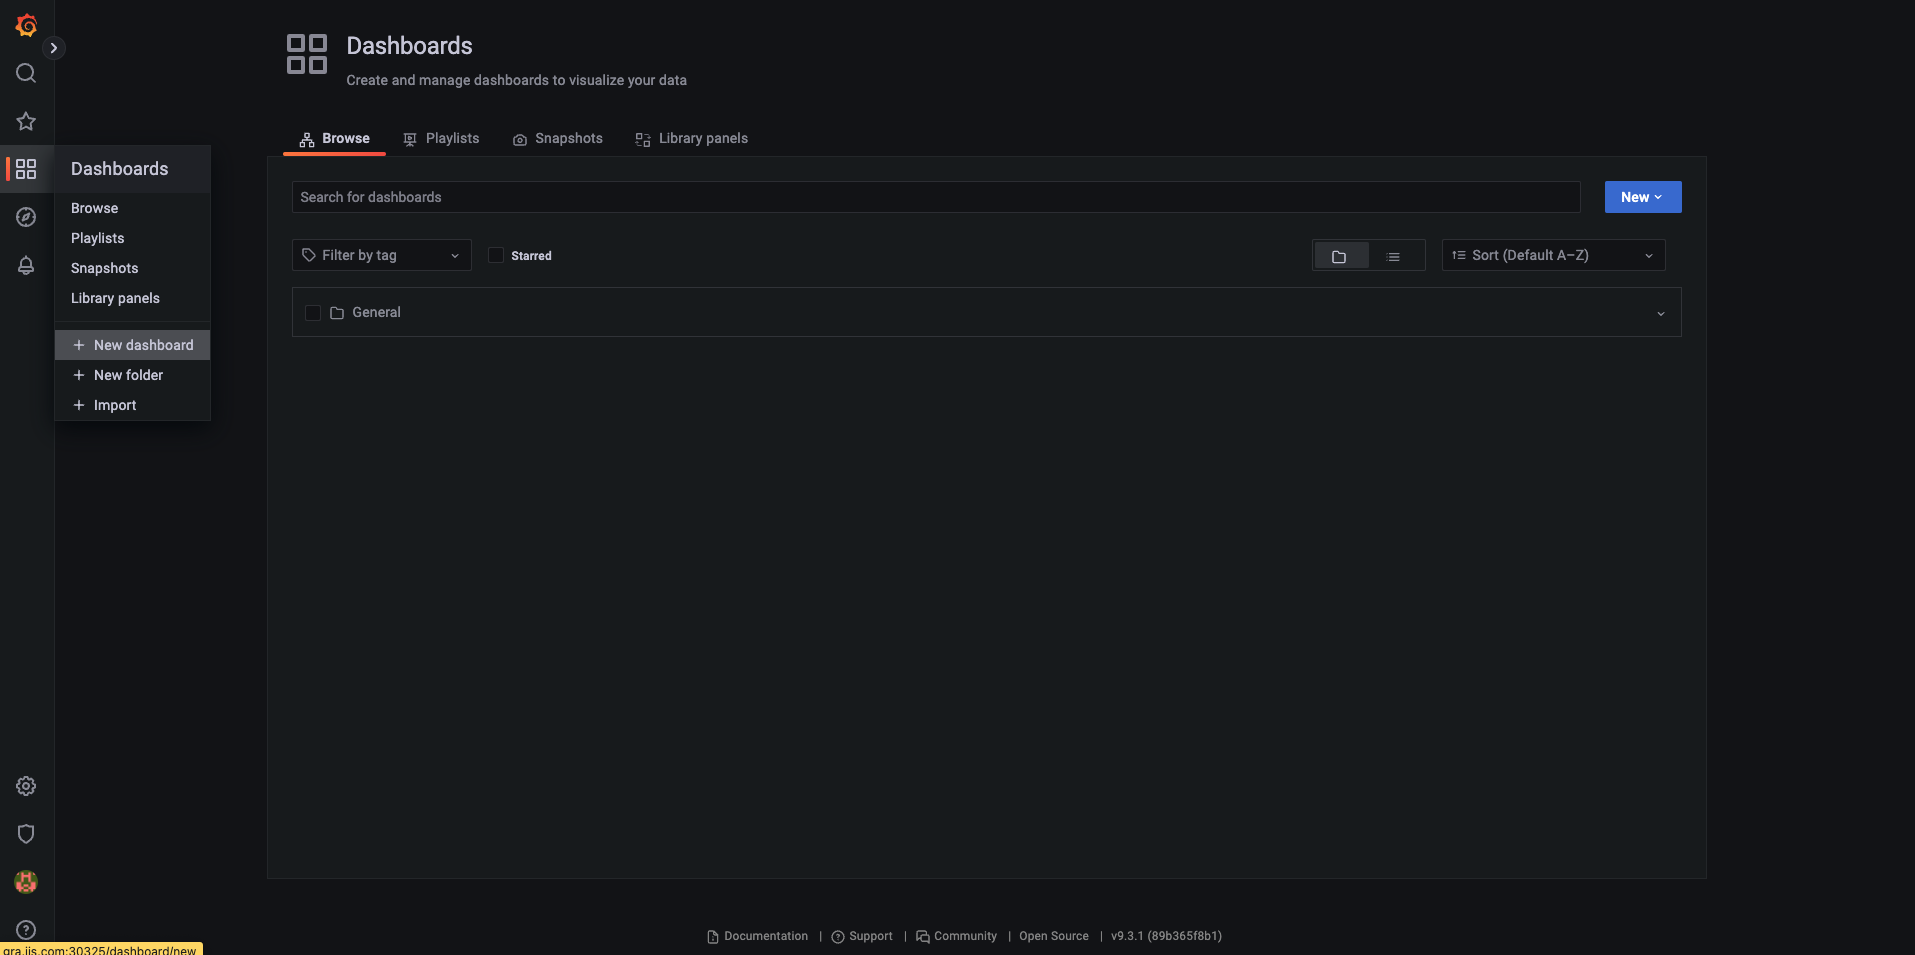 Dashboards
Create and manage dashboards to visualize your data
Browse
Playlists
Snapshots
Library panels
Dashboards
Browse
Playlists
Snapshots
Library panels
New dashboard
New folder
Import
Search for dashboards
New
Filter by tag
Starred
Sort (Default A–Z)
General
Documentation | Support | Community | Open Source | v9.3.1 (89b365f8b1)
gra.iis.com:30325/dashboard/new